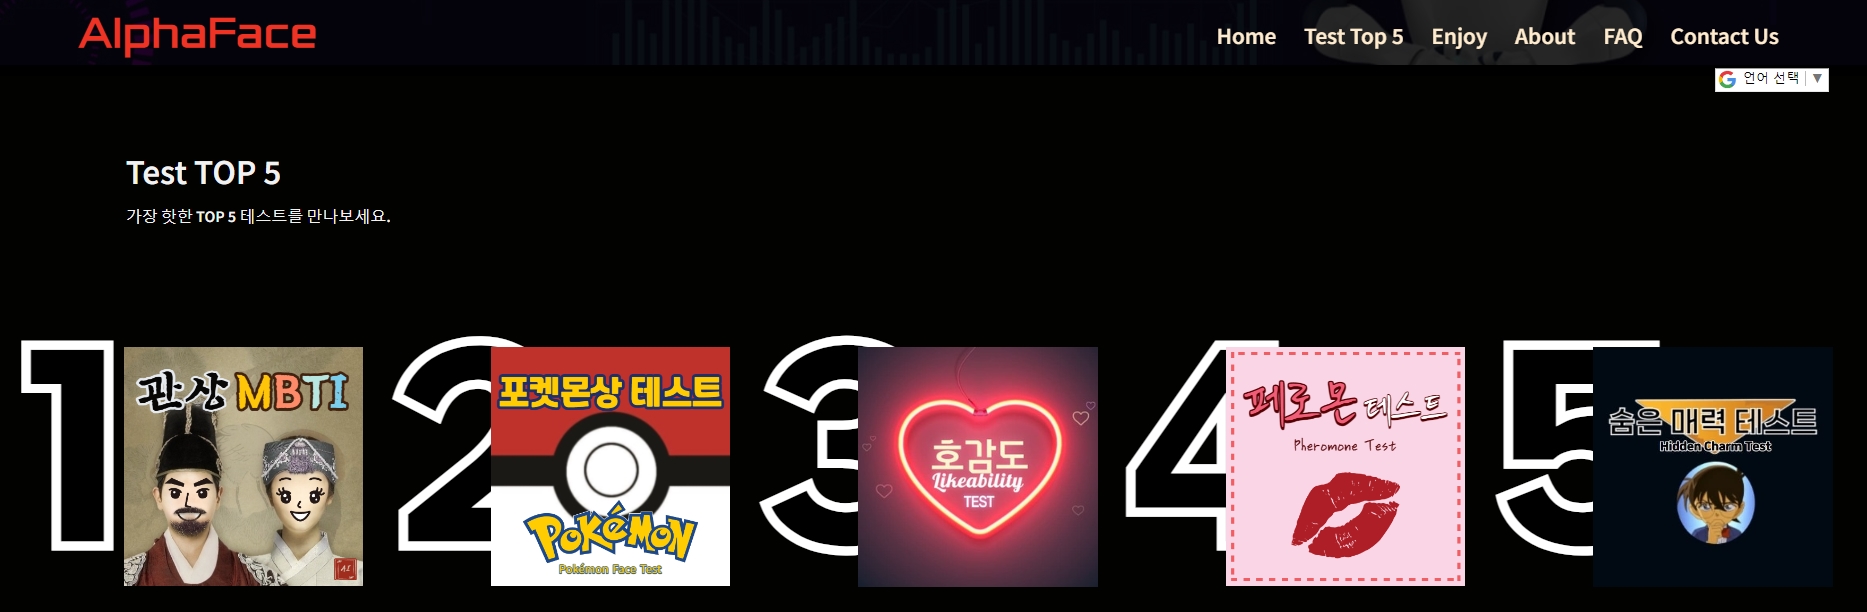 AlphaFace
Home Test Top 5 Enjoy About FAQ Contact Us
언어 선택 ▼
Test TOP 5
가장 핫한 TOP 5 테스트를 만나보세요.
1
관상 MBTI
A.I
2
포켓몬상 테스트
POKéMON
Pokémon Face Test
3
호감도
Likeability
TEST
4
페로몬 테스트
Pheromone Test
5
숨은 매력 테스트
Hidden Charm Test